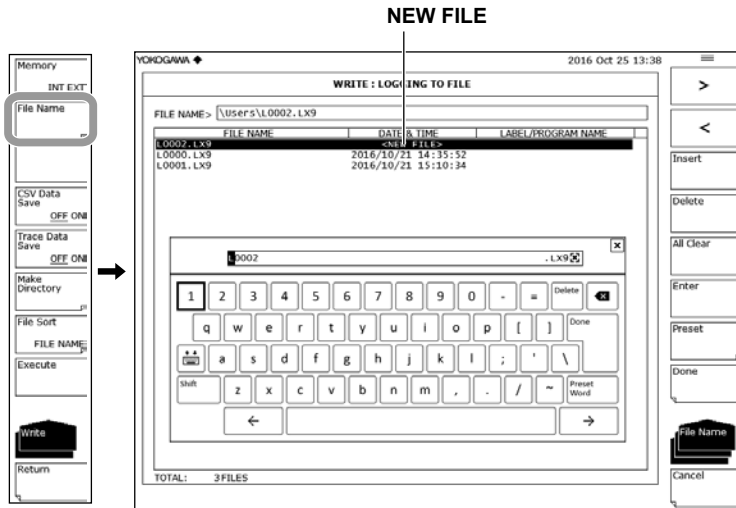 NEW FILE
Memory
INT EXT
File Name
CSV Data
Save
OFF ON
Trace Data
Save
OFF ON
Make
Directory
File Sort
FILE NAME
Execute
Write
Return
YOKOGAWA
2016 Oct 25 13:38
WRITE : LOGGING TO FILE
FILE NAME> \Users\L0002.LX9
FILE NAME DATE & TIME LABEL/PROGRAM NAME
L0002.LX9 <NEW FILE>
L0000.LX9 2016/10/21 14:35:52
L0001.LX9 2016/10/21 15:10:34
L0002 .LX9
1 2 3 4 5 6 7 8 9 0 - = Delete
q w e r t y u i o p [ ] Done
a s d f g h j k l ; ' \
Shift z x c v b n m , . / ~ Preset Word
← →
TOTAL: 3FILES
>
<
Insert
Delete
All Clear
Enter
Preset
Done
File Name
Cancel